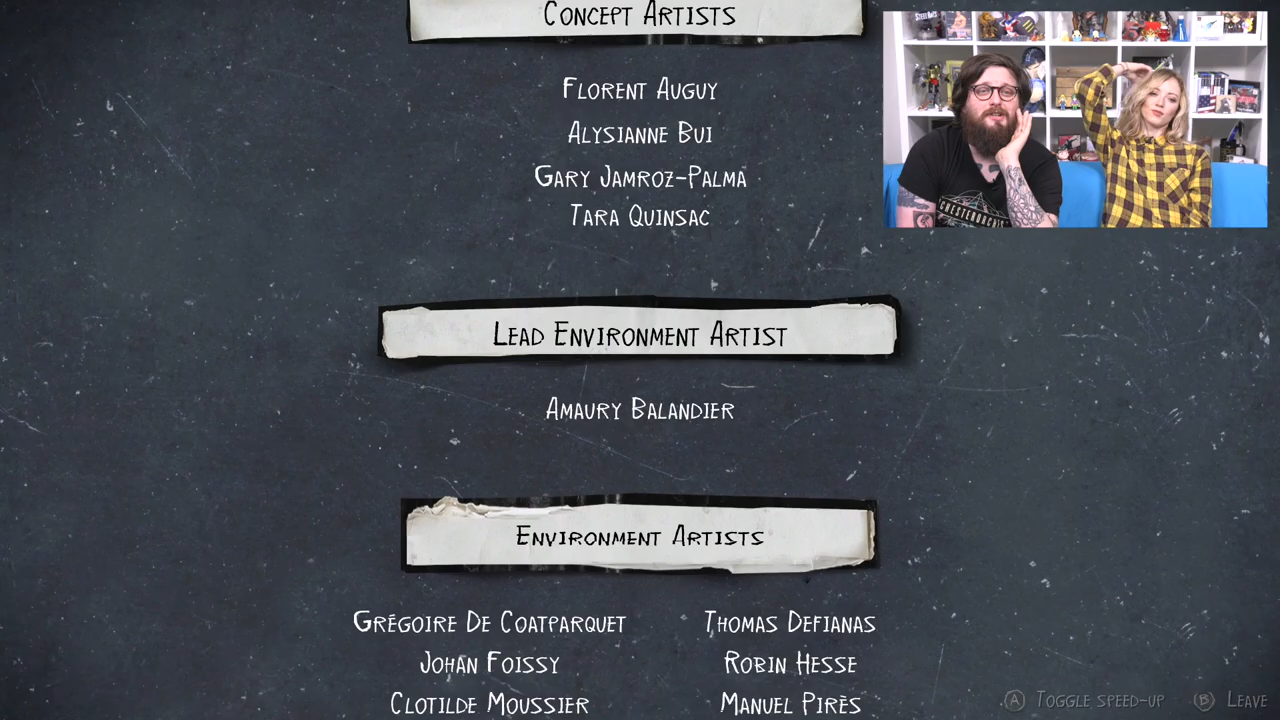 Concept Artists
Florent Auguy
Alysianne Bui
Gary Jamroz-Palma
Tara Quinsac
Lead Environment Artist
Amaury Balandier
Environment Artists
Grégoire De Coatparquet Thomas Defianas
Johan Foissy Robin Hesse
Clotilde Moussier Manuel Pirès
A Toggle speed-up B Leave